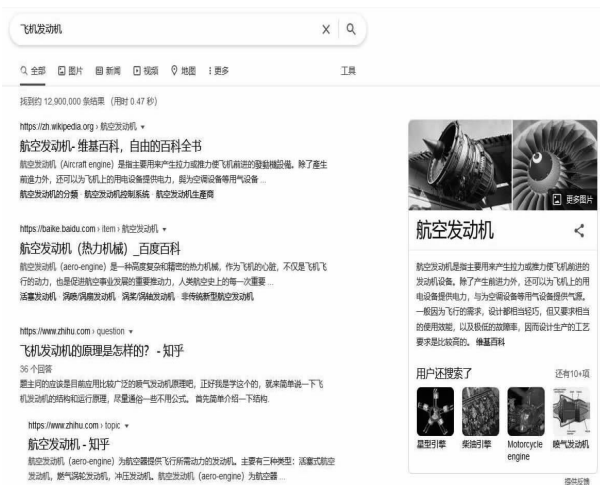 飞机发动机
全部 图片 新闻 视频 地图 更多 工具
找到约 12,900,000 条结果 (用时 0.47 秒)
https://zh.wikipedia.org › 航空发动机
航空发动机- 维基百科，自由的百科全书
航空发动机 (Aircraft engine) 是指主要用来产生拉力或推力使飞机前进的發動機設備。除了產生
前進力外，还可以为飞机上的用电设备提供电力，與为空调设备等用气设备 ...
航空发动机的分類 · 航空发动机控制系统 · 航空发动机生產商
https://baike.baidu.com › item › 航空发动机
航空发动机（热力机械）_百度百科
航空发动机 (aero-engine) 是一种高度复杂和精密的热力机械，作为飞机的心脏，不仅是飞机飞
行的动力，也是促进航空事业发展的重要推动力，人类航空史上的每一次重要 ...
活塞发动机 · 涡喷/涡扇发动机 · 涡桨/涡轴发动机 · 非传统新型航空发动机
https://www.zhihu.com › question
飞机发动机的原理是怎样的？ - 知乎
36 个回答
题主问的应该是目前应用比较广泛的喷气发动机原理吧，正好我是学这个的，就来简单说一下飞
机发动机的结构和运行原理，尽量通俗一些不用公式。 首先简单介绍一下结构.
https://www.zhihu.com › topic
航空发动机 - 知乎
航空发动机 (aero-engine) 为航空器提供飞行所需动力的发动机。主要有三种类型：活塞式航空
发动机，燃气涡轮发动机，冲压发动机。航空发动机 (aero-engine) 为航空器 ...
更多图片
航空发动机
航空发动机是指主要用来产生拉力或推力使飞机前进的
发动机设备。除了产生前进力外，还可以为飞机上的用
电设备提供电力，与为空调设备等用气设备提供气源。
一般因为飞行的需求，设计都相当轻巧，但又要求相当
的使用效能，以及极低的故障率，因而设计生产的工艺
要求是比较高的。 维基百科
用户还搜索了 还有10+项
星型引擎 柴油引擎 Motorcycle engine 喷气发动机
提供反馈